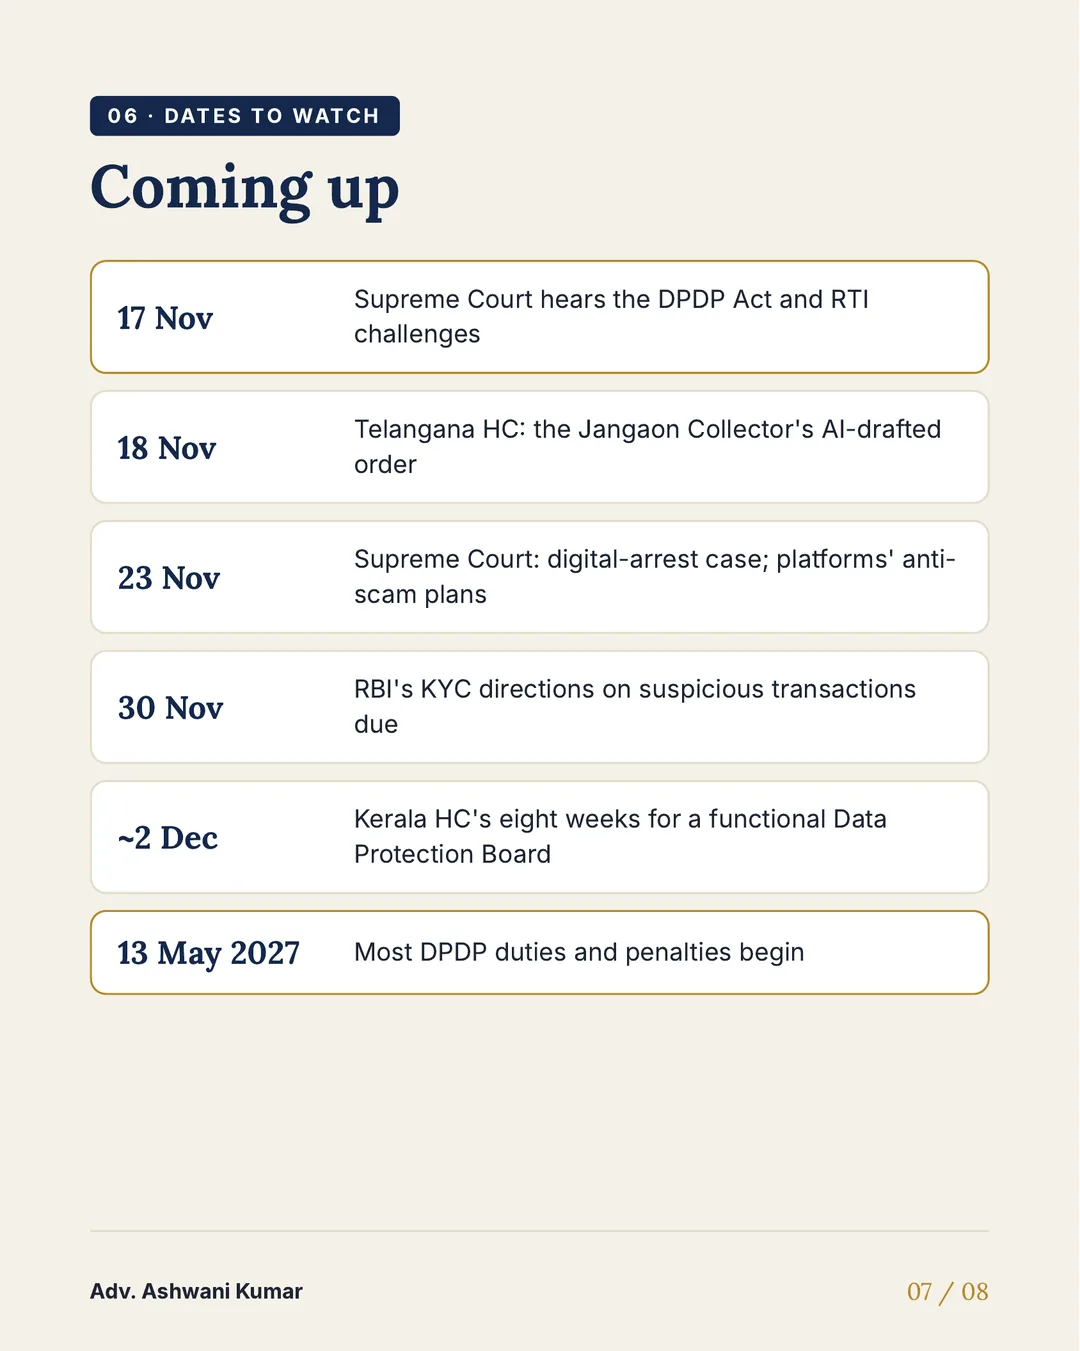 06 · DATES TO WATCH
Coming up
17 Nov
Supreme Court hears the DPDP Act and RTI
challenges
18 Nov
Telangana HC: the Jangaon Collector's AI-drafted
order
23 Nov
Supreme Court: digital-arrest case; platforms' anti-
scam plans
30 Nov
RBI's KYC directions on suspicious transactions
due
~2 Dec
Kerala HC's eight weeks for a functional Data
Protection Board
13 May 2027
Most DPDP duties and penalties begin
Adv. Ashwani Kumar
07 / 08